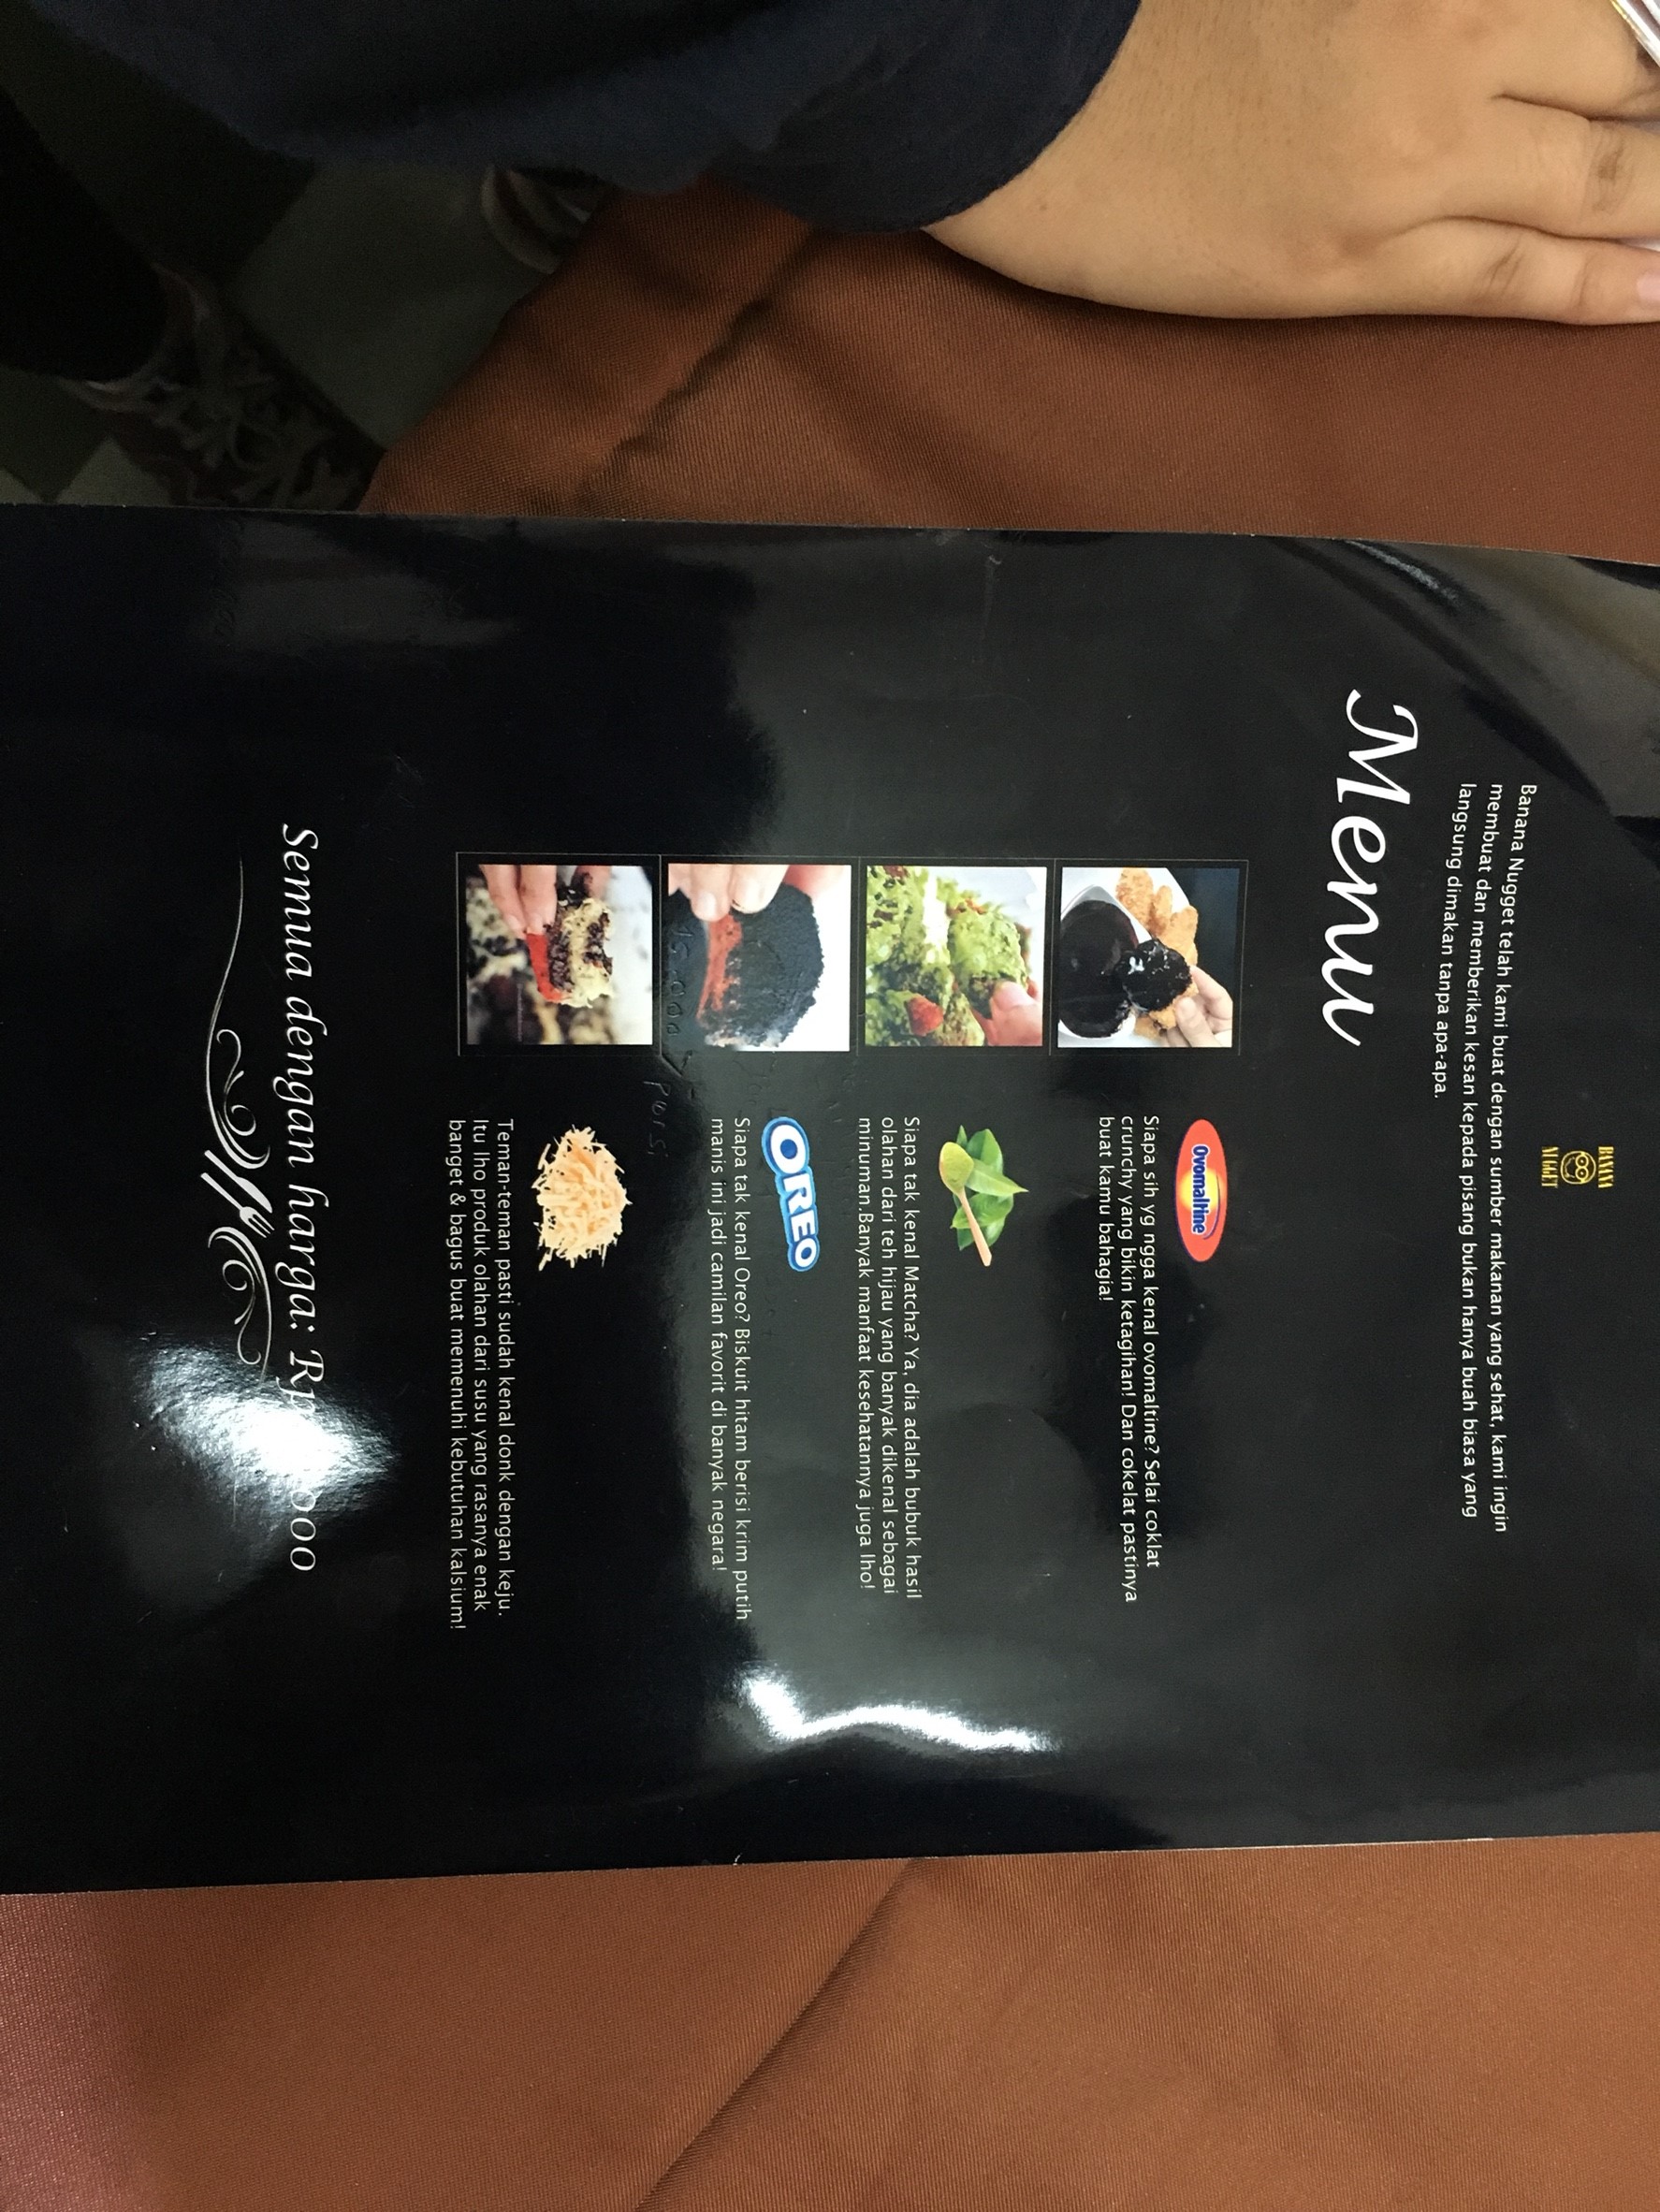 BANANA
NUGGET
Banana Nugget telah kami buat dengan sumber makanan yang sehat, kami ingin
membuat dan memberikan kesan kepada pisang bukan hanya buah biasa yang
langsung dimakan tanpa apa-apa.
Menu
Ovomaltine
Siapa sih yg ngga kenal ovomaltine? Selai coklat
crunchy yang bikin ketagihan! Dan cokelat pastinya
buat kamu bahagia!
Siapa tak kenal Matcha? Ya, dia adalah bubuk hasil
olahan dari teh hijau yang banyak dikenal sebagai
minuman.Banyak manfaat kesehatannya juga lho!
OREO
Siapa tak kenal Oreo? Biskuit hitam berisi krim putih
manis ini jadi camilan favorit di banyak negara!
Porsi
Teman-teman pasti sudah kenal donk dengan keju.
Itu lho produk olahan dari susu yang rasanya enak
banget & bagus buat memenuhi kebutuhan kalsium!
Semua dengan harga: